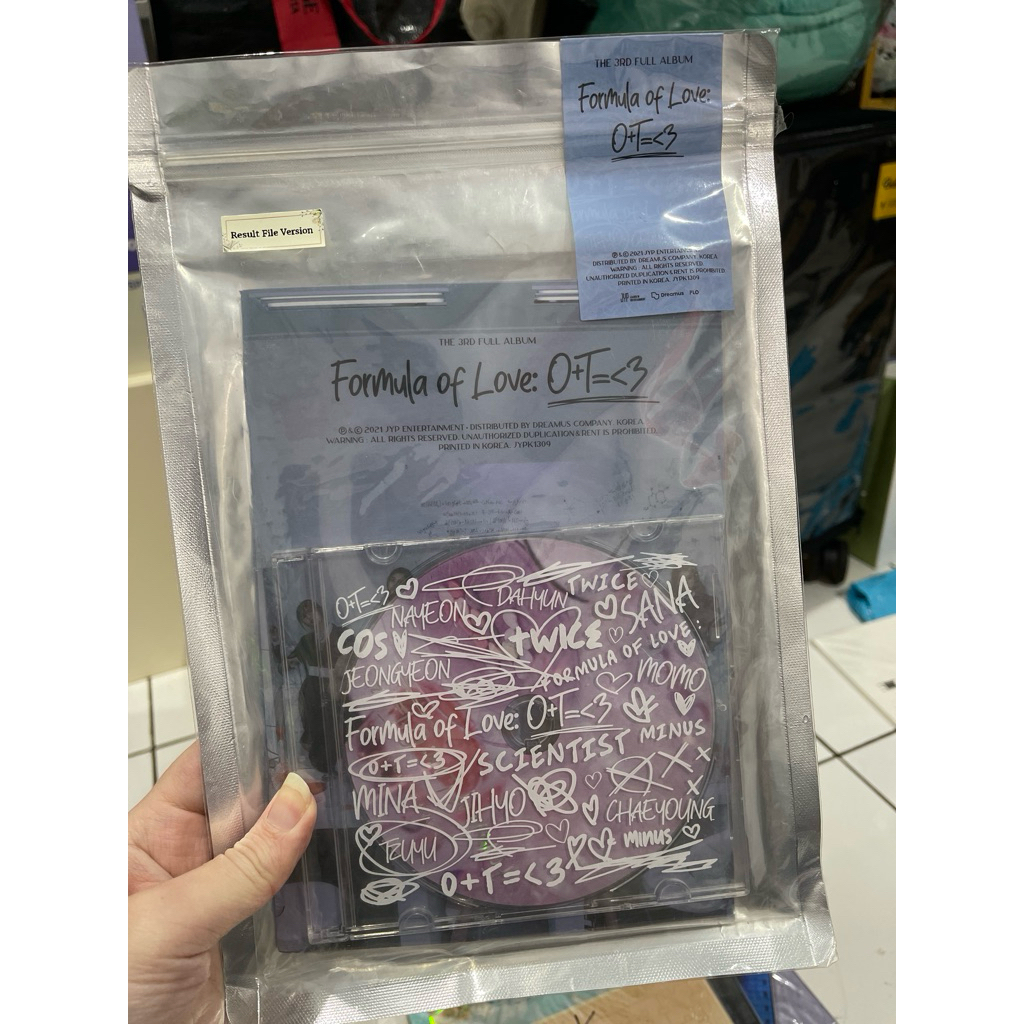 THE 3RD FULL ALBUM
Formula of Love:
O+T=<3
℗&© 2021 JYP ENTERTAINMENT
DISTRIBUTED BY DREAMUS COMPANY. KOREA
WARNING : ALL RIGHTS RESERVED.
UNAUTHORIZED DUPLICATION & RENT IS PROHIBITED.
PRINTED IN KOREA. JYPK1309
Dreamus FLO
Result File Version
THE 3RD FULL ALBUM
Formula of Love: O+T=<3
℗&© 2021 JYP ENTERTAINMENT • DISTRIBUTED BY DREAMUS COMPANY. KOREA
WARNING : ALL RIGHTS RESERVED. UNAUTHORIZED DUPLICATION & RENT IS PROHIBITED.
PRINTED IN KOREA. JYPK1309
O+T=<3 NAYEON DAHYUN TWICE SANA
COS TWICE
JEONGYEON FORMULA OF LOVE MOMO
Formula of Love: O+T=<3 MINUS
O+T=<3 /SCIENTIST
MINA JIHYO CHAEYOUNG
TZUYU minus
O+T=<3